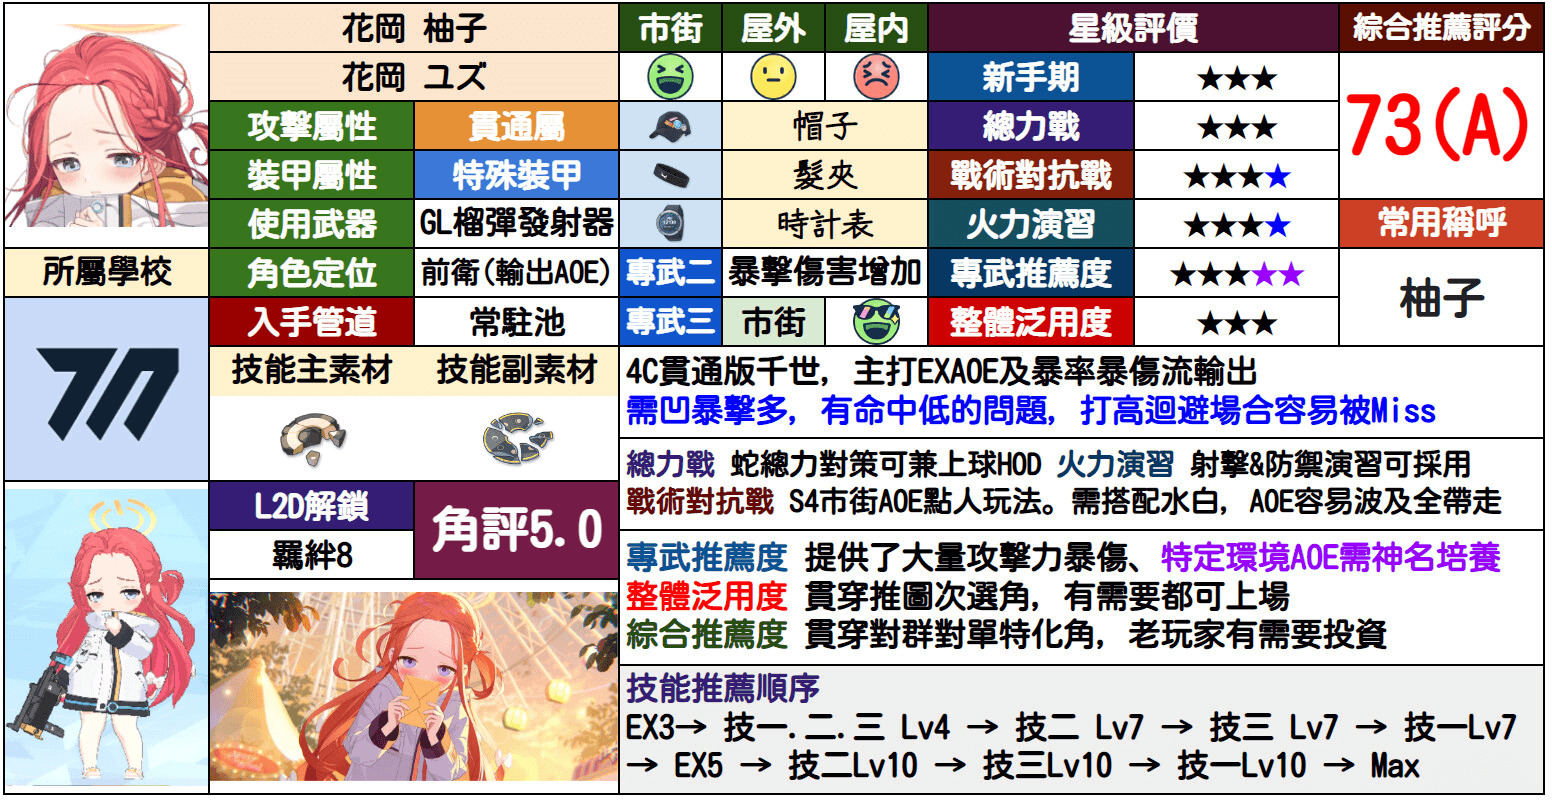 花岡 柚子
市街
屋外
屋内
星級評價
綜合推薦評分
花岡 ユズ
新手期
★★★
73(A)
攻擊屬性
貫通屬
帽子
總力戰
★★★
裝甲屬性
特殊裝甲
髮夾
戰術對抗戰
★★★★
使用武器
GL榴彈發射器
時計表
火力演習
★★★★
常用稱呼
所屬學校
角色定位
前衛(輸出AOE)
專武二
暴擊傷害增加
專武推薦度
★★★★★
柚子
入手管道
常駐池
專武三
市街
整體泛用度
★★★
技能主素材
技能副素材
4C貫通版千世, 主打EXAOE及暴率暴傷流輸出
需凹暴擊多, 有命中低的問題, 打高迴避場合容易被Miss
總力戰 蛇總力對策可兼上球HOD 火力演習 射擊&防禦演習可採用
戰術對抗戰 S4市街AOE點人玩法。需搭配水白, AOE容易波及全帶走
L2D解鎖
角評5.0
羈絆8
專武推薦度 提供了大量攻擊力暴傷、特定環境AOE需神名培養
整體泛用度 貫穿推圖次選角, 有需要都可上場
綜合推薦度 貫穿對群對單特化角, 老玩家有需要投資
技能推薦順序
EX3→ 技一.二.三 Lv4 → 技二 Lv7 → 技三 Lv7 → 技一Lv7
→ EX5 → 技二Lv10 → 技三Lv10 → 技一Lv10 → Max